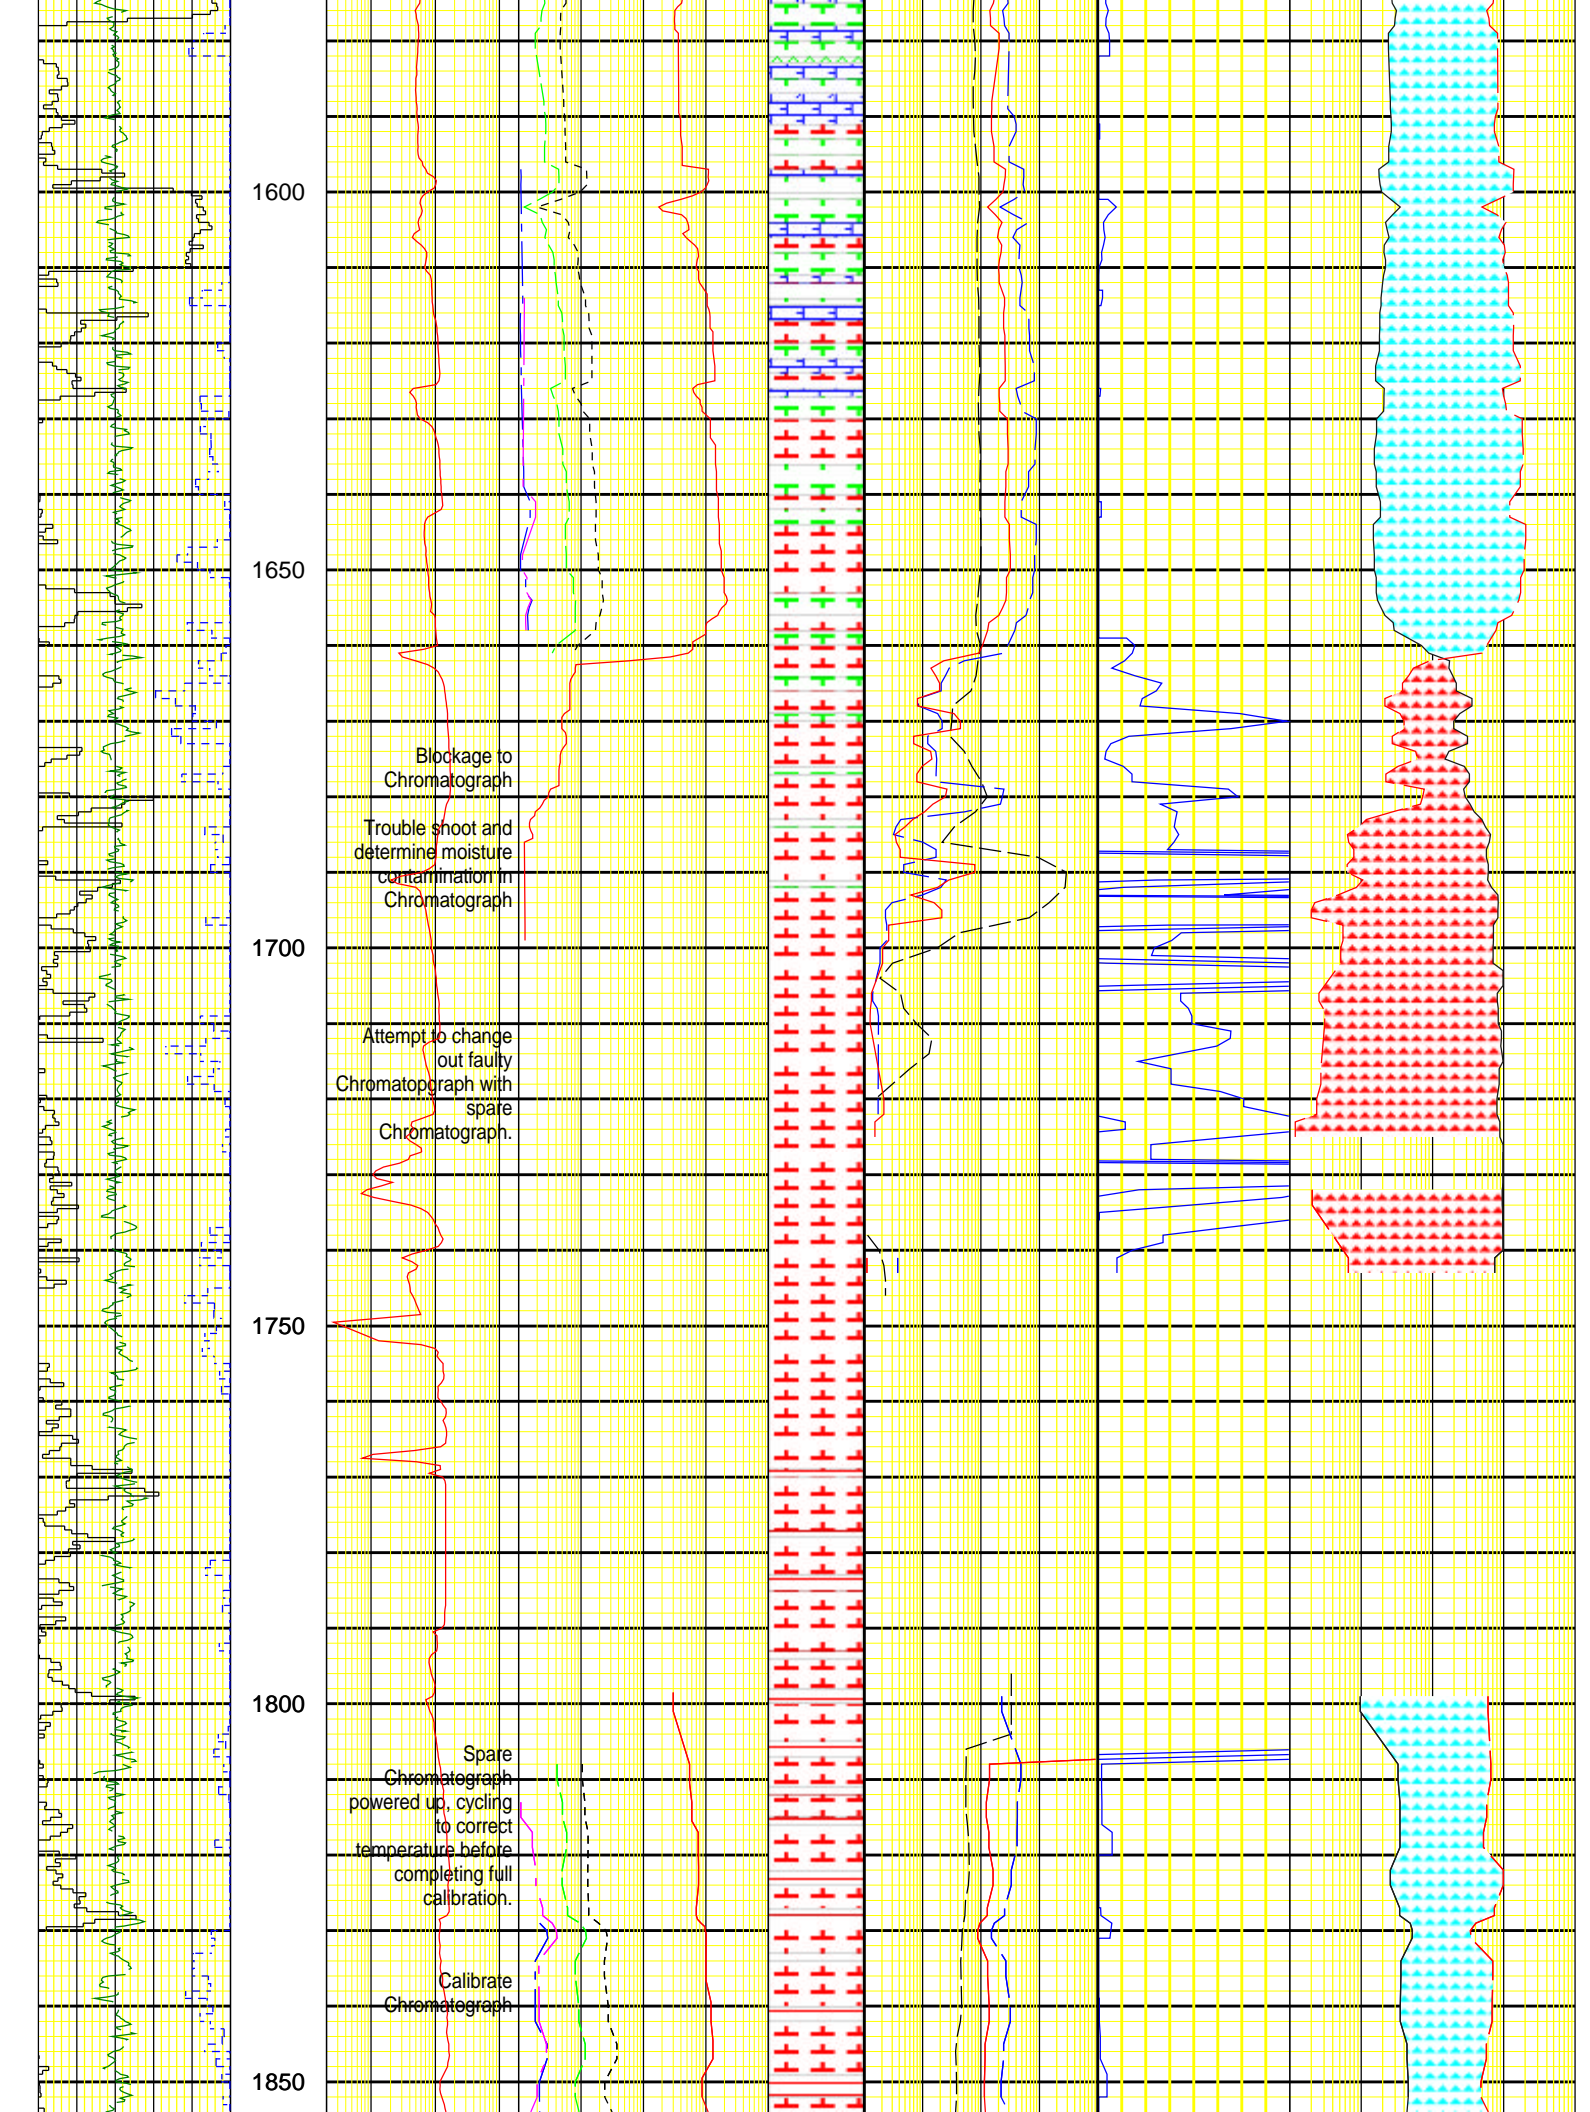 1600
1650
Blockage to
Chromatograph
Trouble shoot and
determine moisture
contamination in
Chromatograph
1700
Attempt to change
out faulty
Chromatopgraph with
spare
Chromatograph.
1750
1800
Spare
Chromatograph
powered up, cycling
to correct
temperature before
completing full
calibration.
Calibrate
Chromatograph
1850